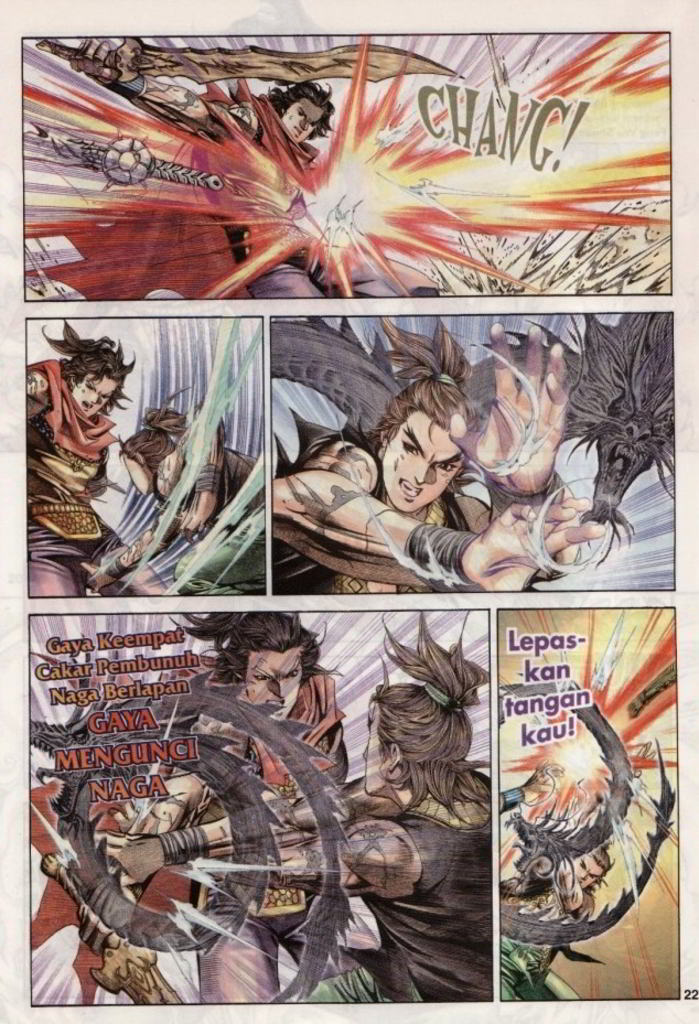 CHANG!
Gaya Keempat
Cakar Pembunuh
Naga Berlapan
GAYA
MENGUNCI
NAGA
Lepas-
kan
tangan
kau!
22